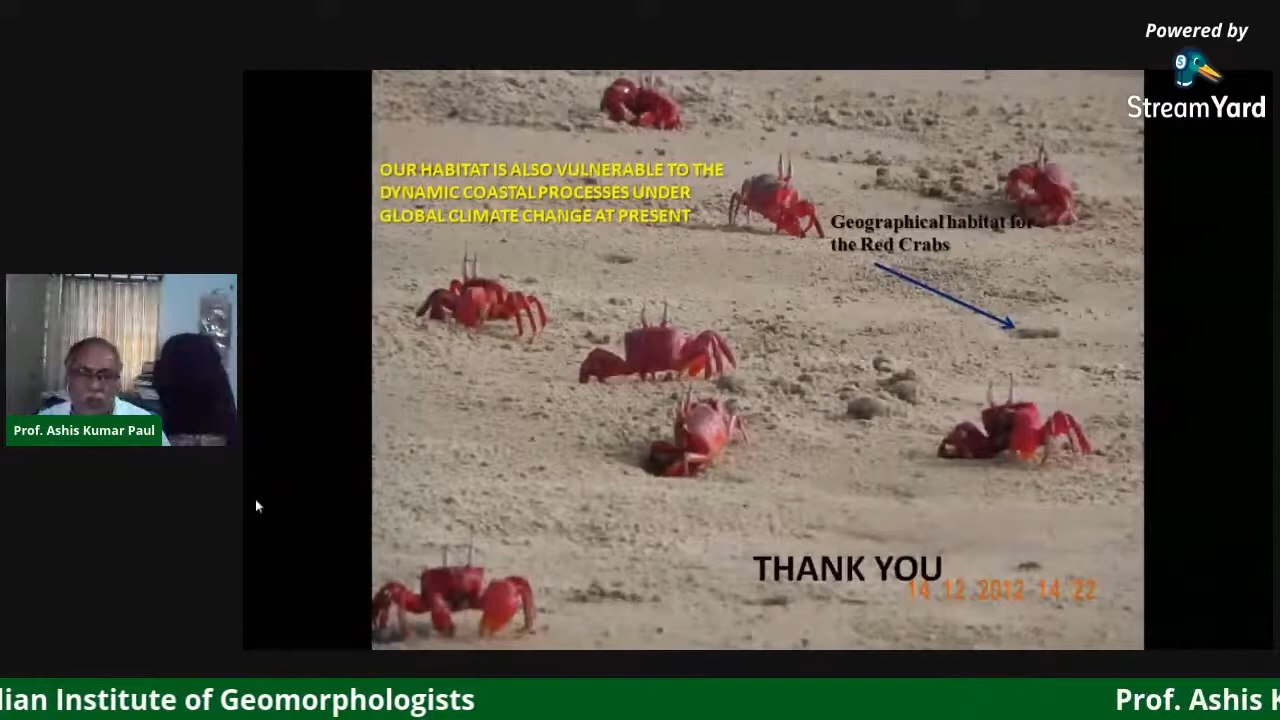 Powered by
StreamYard
OUR HABITAT IS ALSO VULNERABLE TO THE
DYNAMIC COASTAL PROCESSES UNDER
GLOBAL CLIMATE CHANGE AT PRESENT
Geographical habitat for
the Red Crabs
Prof. Ashis Kumar Paul
THANK YOU
14 12 2012 14 22
dian Institute of Geomorphologists
Prof. Ashis K